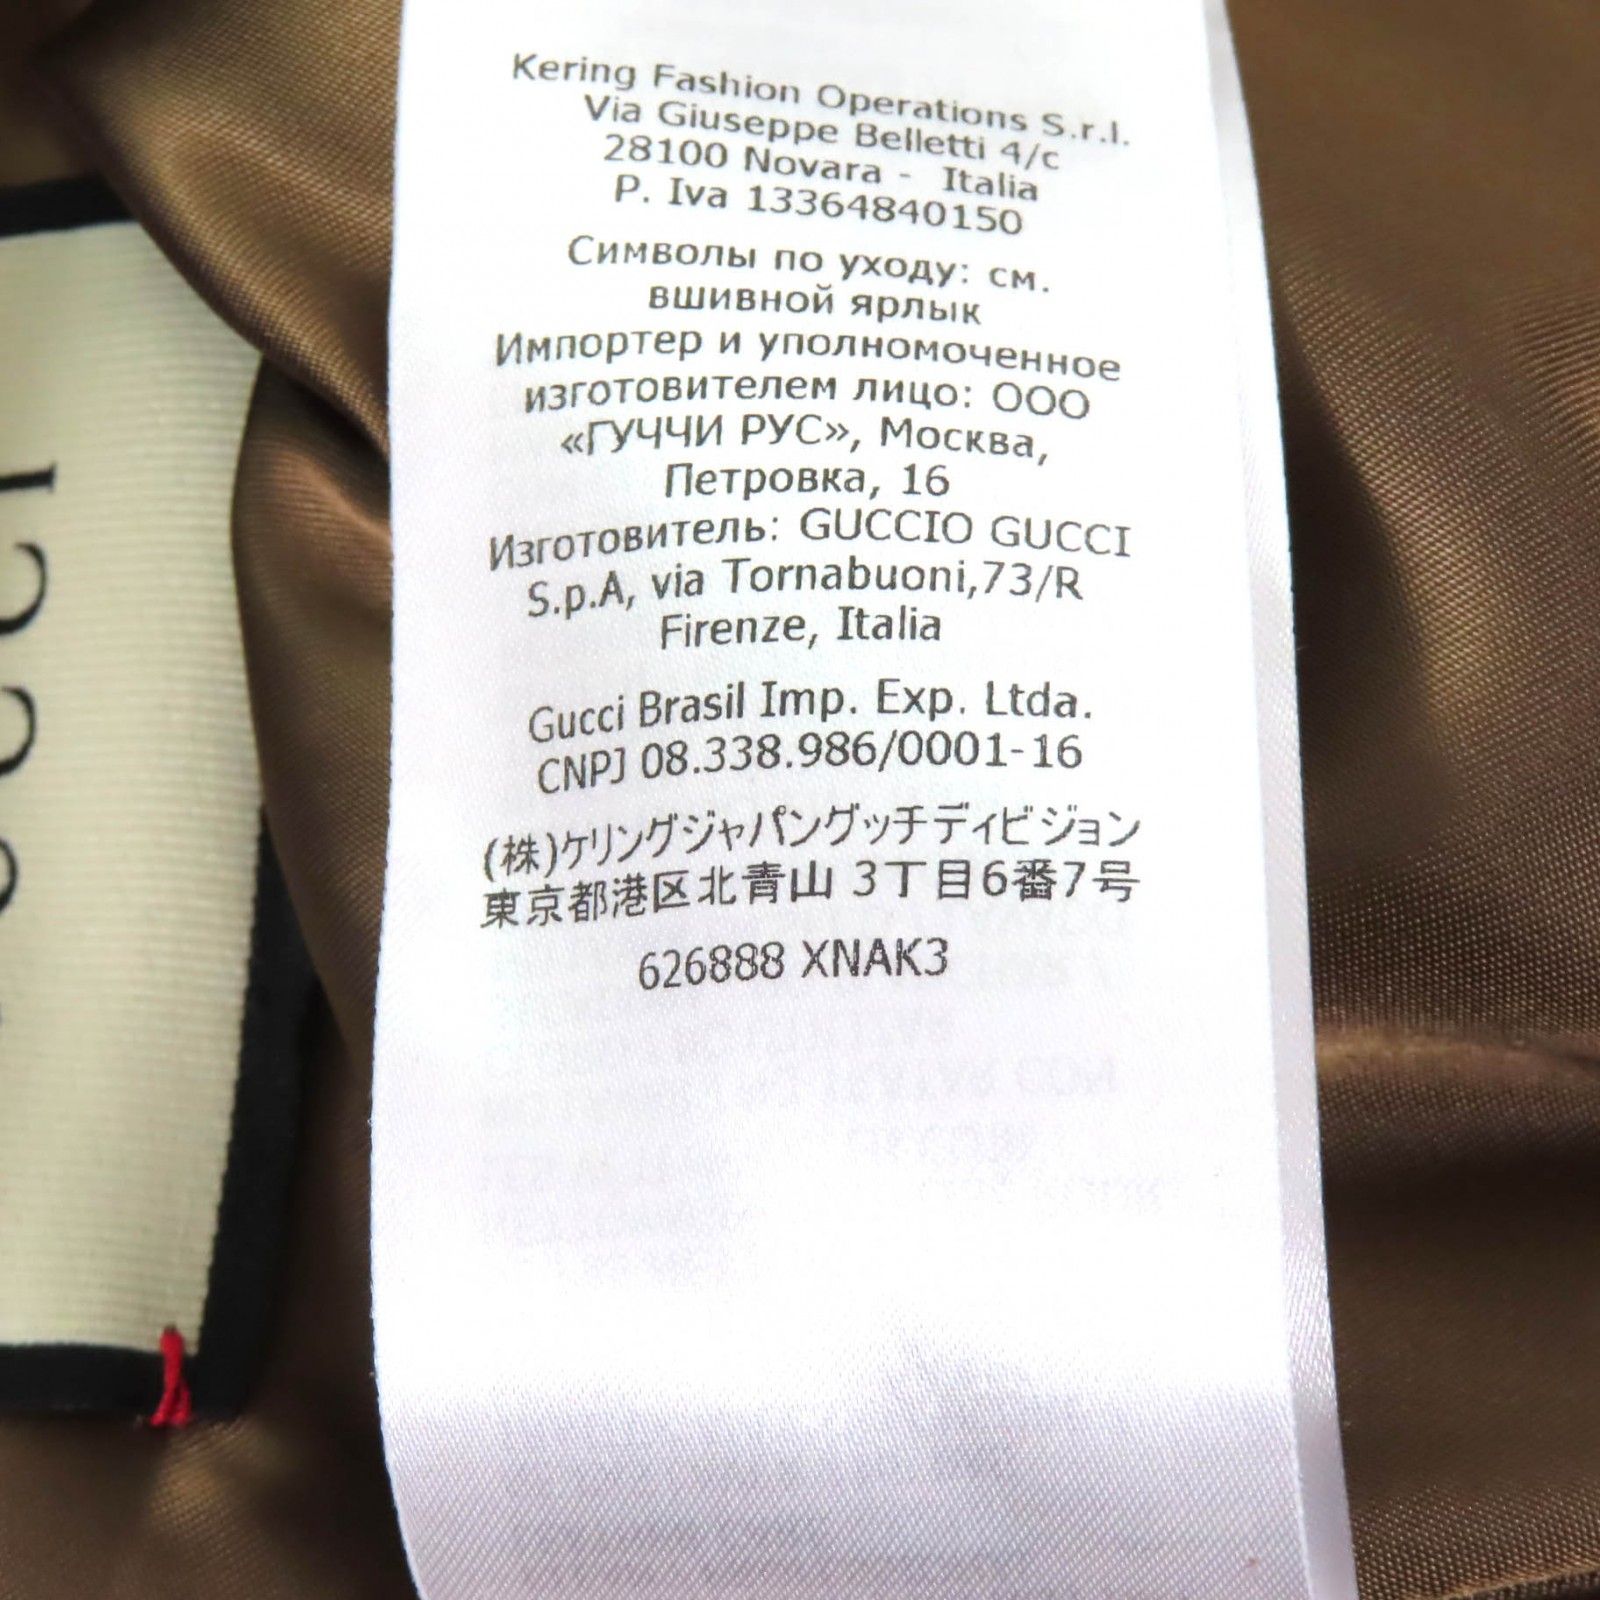 Kering Fashion Operations S.r.l.
Via Giuseppe Belletti 4/c
28100 Novara - Italia
P. Iva 13364840150
Символы по уходу: см.
вшивной ярлык
Импортер и уполномоченное
изготовителем лицо: ООО
«ГУЧЧИ РУС», Москва,
Петровка, 16
Изготовитель: GUCCIO GUCCI
S.p.A, via Tornabuoni,73/R
Firenze, Italia
Gucci Brasil Imp. Exp. Ltda.
CNPJ 08.338.986/0001-16
(株)ケリングジャパングッチディビジョン
東京都港区北青山 3丁目6番7号
626888 XNAK3